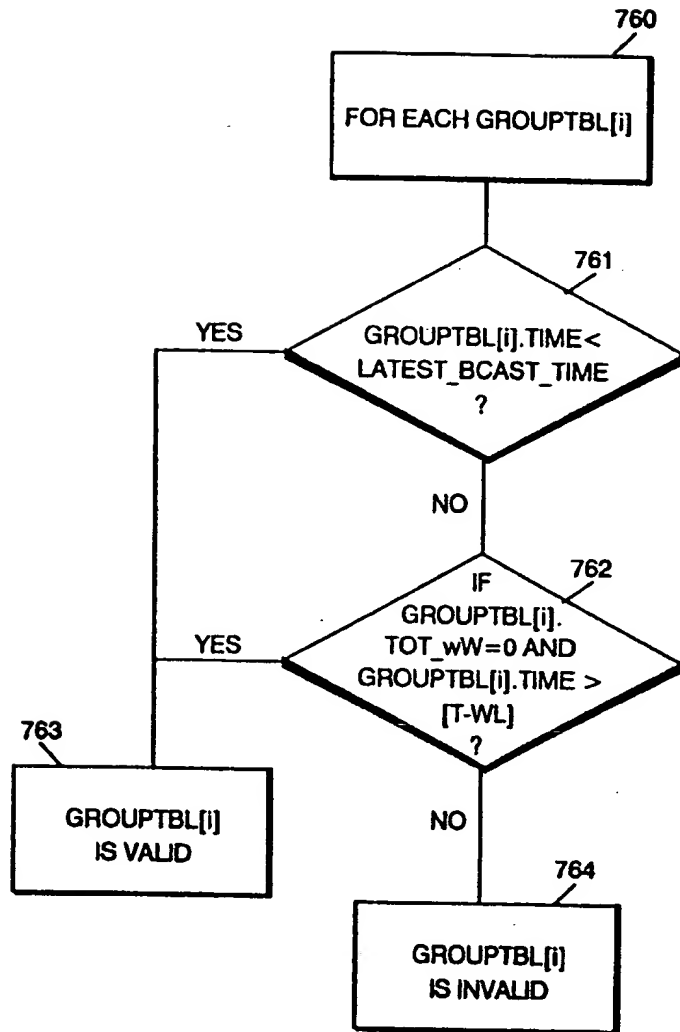 760
FOR EACH GROUPTBL[i]
761
GROUPTBL[i].TIME<
LATEST_BCAST_TIME
?
YES
NO
762
IF
GROUPTBL[i].
TOT_wW=0 AND
GROUPTBL[i].TIME >
[T-WL]
?
YES
763
GROUPTBL[i]
IS VALID
NO
764
GROUPTBL[i]
IS INVALID